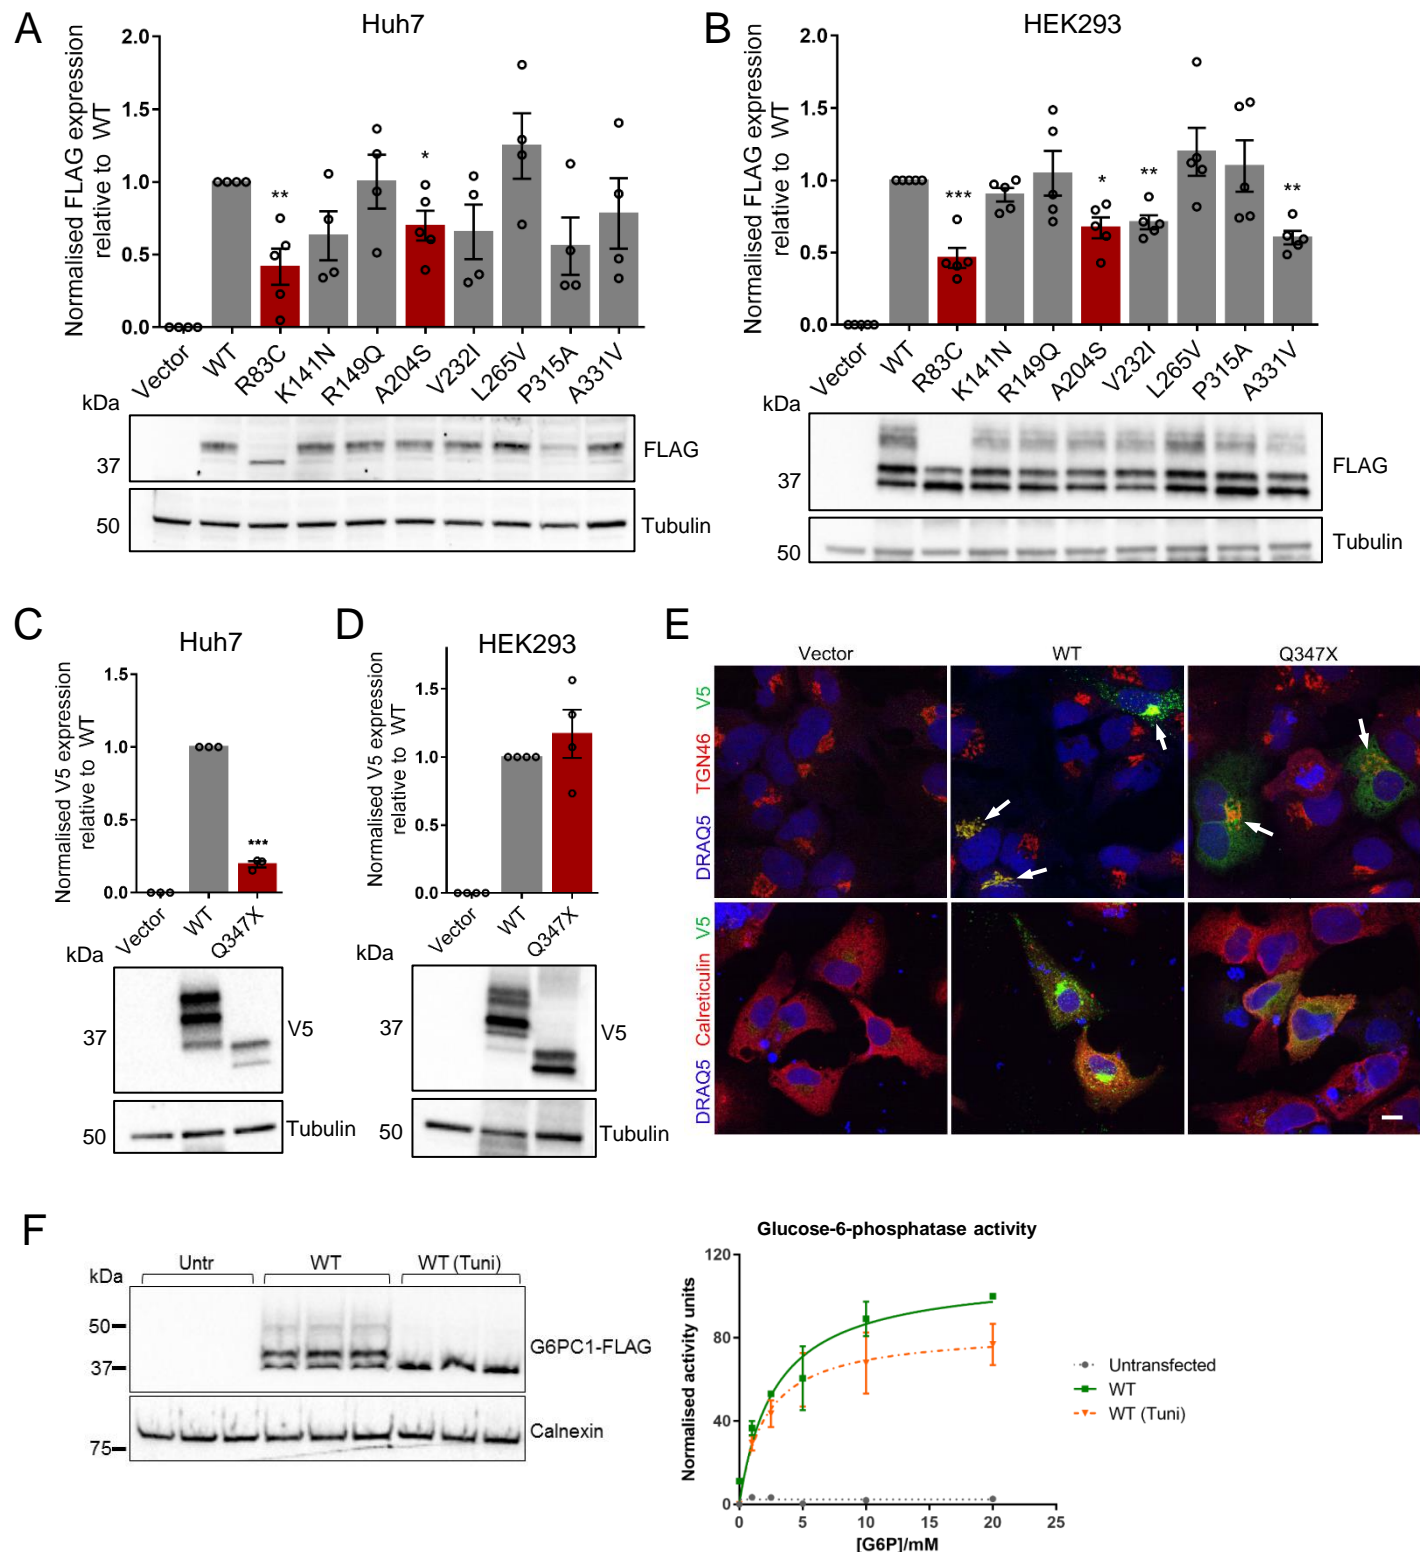 A
Huh7
Normalised FLAG expression
relative to WT
2.0
1.5
1.0
0.5
0.0
**
*
Vector
WT
R83C
K141N
R149Q
A204S
V232I
L265V
P315A
A331V
kDa
37
FLAG
50
Tubulin
B
HEK293
Normalised FLAG expression
relative to WT
2.0
1.5
1.0
0.5
0.0
***
*
**
**
Vector
WT
R83C
K141N
R149Q
A204S
V232I
L265V
P315A
A331V
kDa
37
FLAG
50
Tubulin
C
Huh7
Normalised V5 expression
relative to WT
1.5
1.0
0.5
0.0
***
Vector
WT
Q347X
kDa
37
V5
50
Tubulin
D
HEK293
Normalised V5 expression
relative to WT
1.5
1.0
0.5
0.0
Vector
WT
Q347X
kDa
37
V5
50
Tubulin
E
Vector
WT
Q347X
DRAQ5 TGN46 V5
DRAQ5 Calreticulin V5
F
Untr
WT
WT (Tuni)
kDa
50
37
G6PC1-FLAG
75
Calnexin
Glucose-6-phosphatase activity
Normalised activity units
120
80
40
0
0
5
10
15
20
25
[G6P]/mM
Untransfected
WT
WT (Tuni)